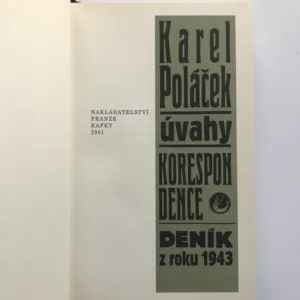 NAKLADATELSTVÍ
FRANZE
KAFKY
2001
Karel
Poláček
úvahy
KORESPON
DENCE
DENÍK
z roku 1943